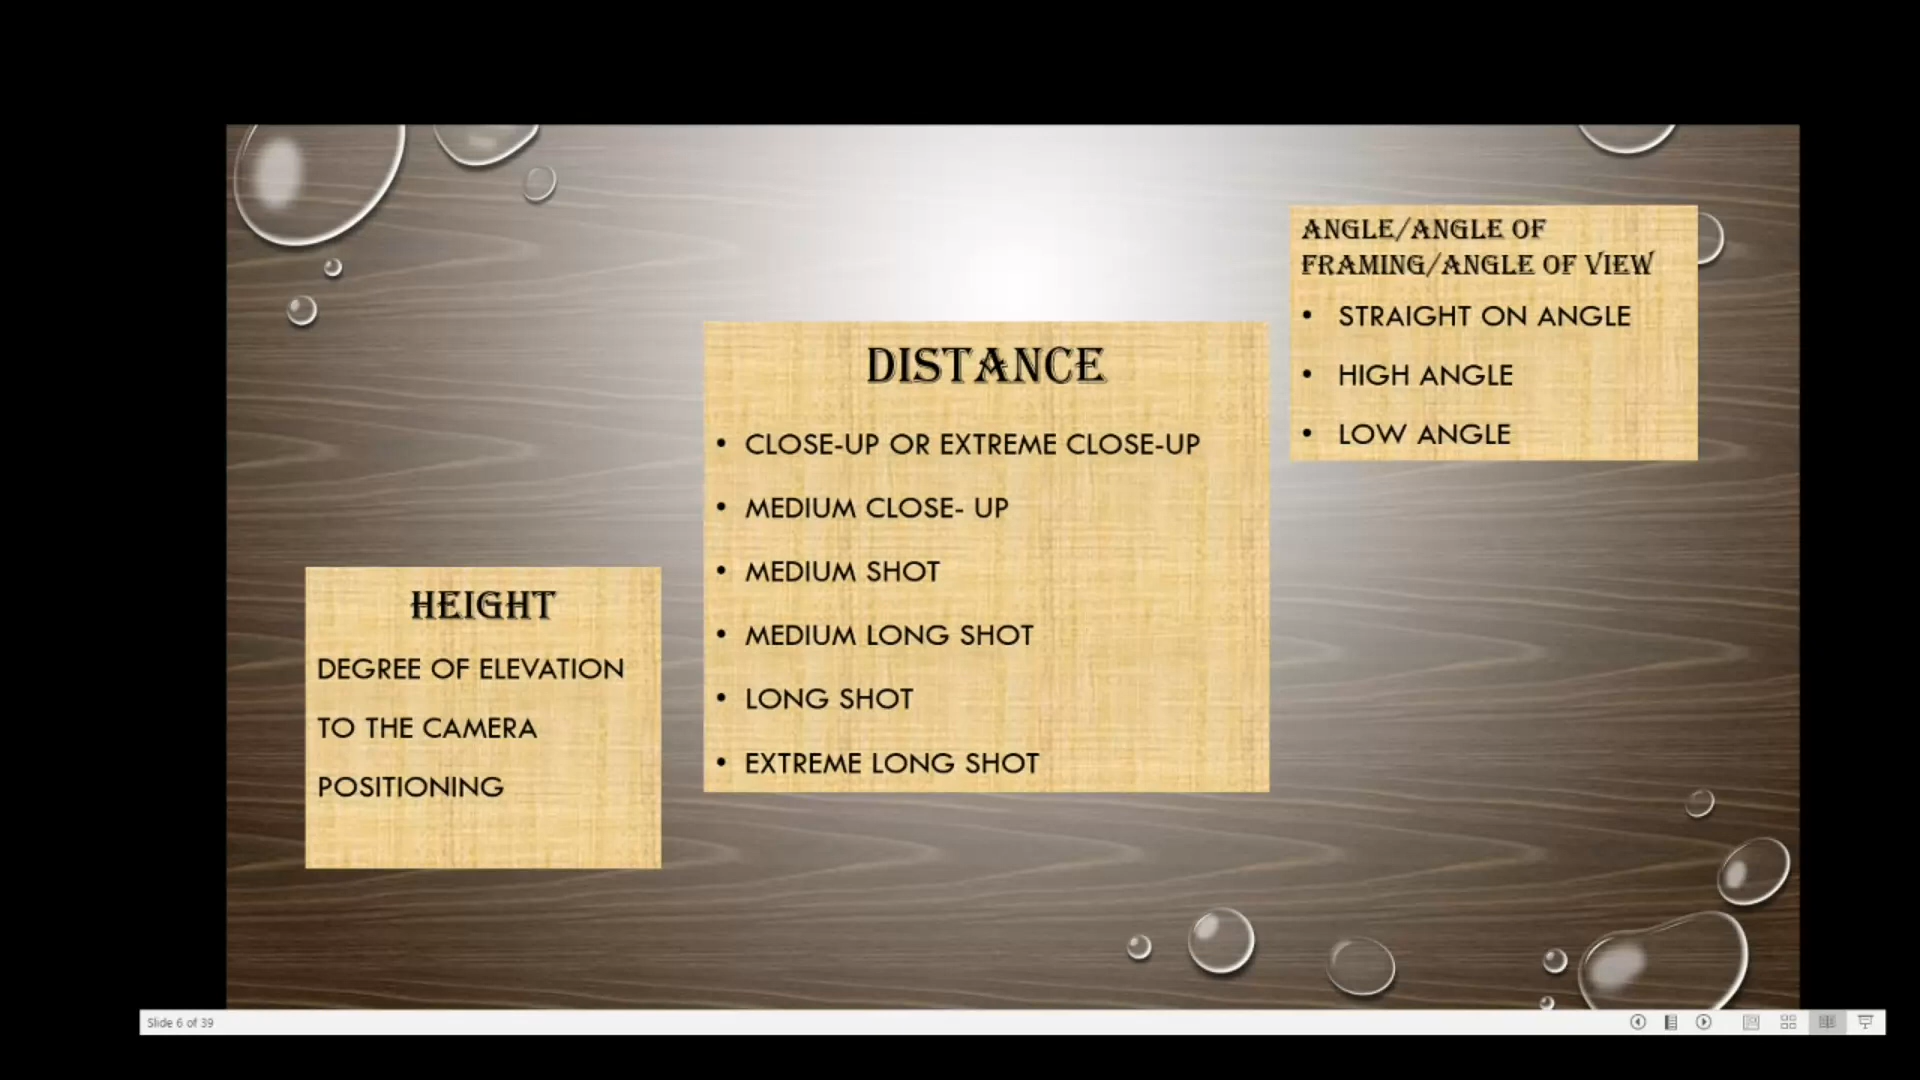 HEIGHT
DEGREE OF ELEVATION
TO THE CAMERA
POSITIONING
DISTANCE
• CLOSE-UP OR EXTREME CLOSE-UP
• MEDIUM CLOSE- UP
• MEDIUM SHOT
• MEDIUM LONG SHOT
• LONG SHOT
• EXTREME LONG SHOT
ANGLE/ANGLE OF
FRAMING/ANGLE OF VIEW
• STRAIGHT ON ANGLE
• HIGH ANGLE
• LOW ANGLE
Slide 6 of 39